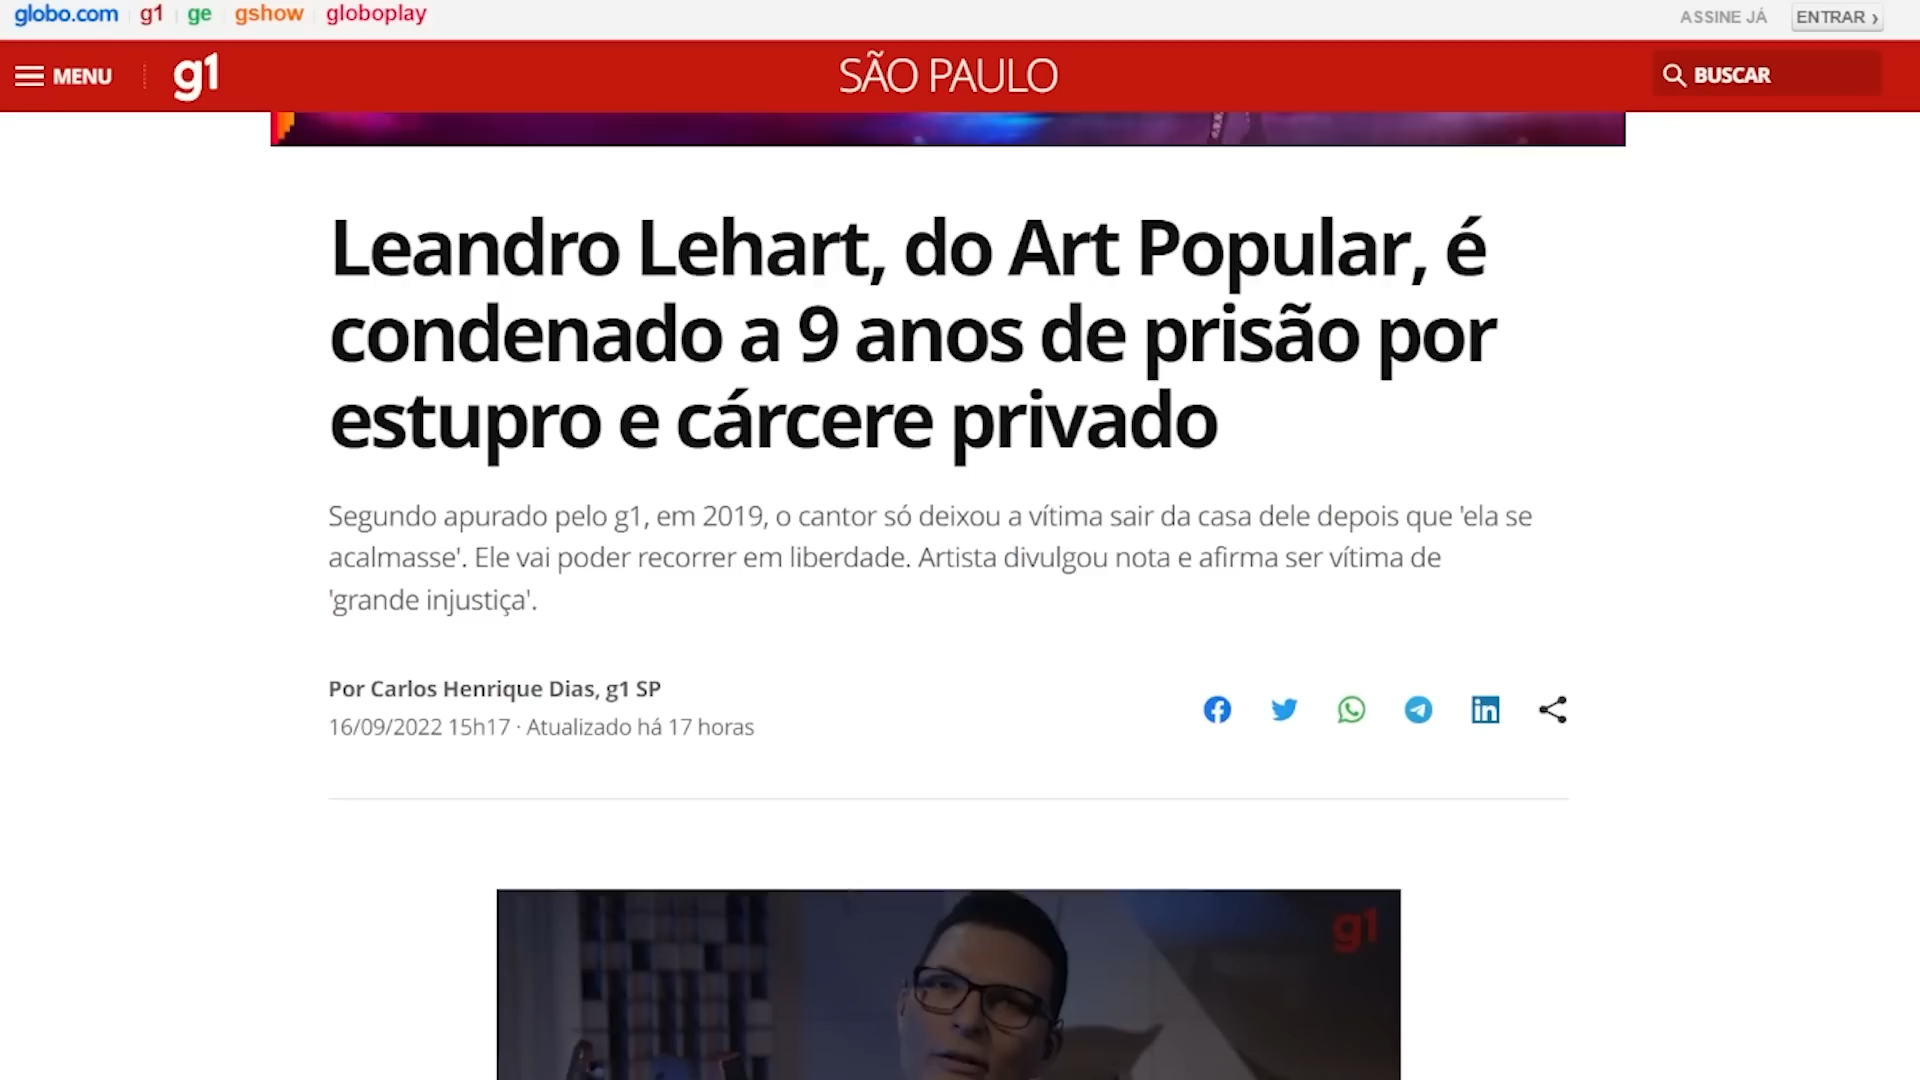 globo.com g1 ge gshow globoplay ASSINE JÁ ENTRAR ›
MENU g1 SÃO PAULO BUSCAR
Leandro Lehart, do Art Popular, é
condenado a 9 anos de prisão por
estupro e cárcere privado
Segundo apurado pelo g1, em 2019, o cantor só deixou a vítima sair da casa dele depois que 'ela se
acalmasse'. Ele vai poder recorrer em liberdade. Artista divulgou nota e afirma ser vítima de
'grande injustiça'.
Por Carlos Henrique Dias, g1 SP
16/09/2022 15h17 · Atualizado há 17 horas
in
g1